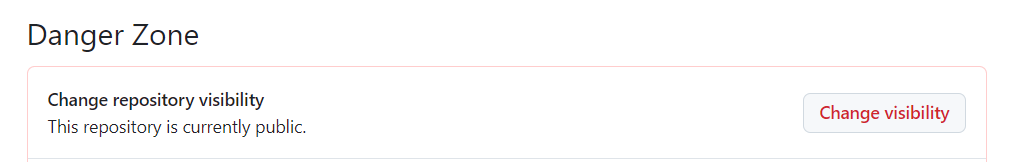 Danger Zone
Change repository visibility
This repository is currently public.
Change visibility